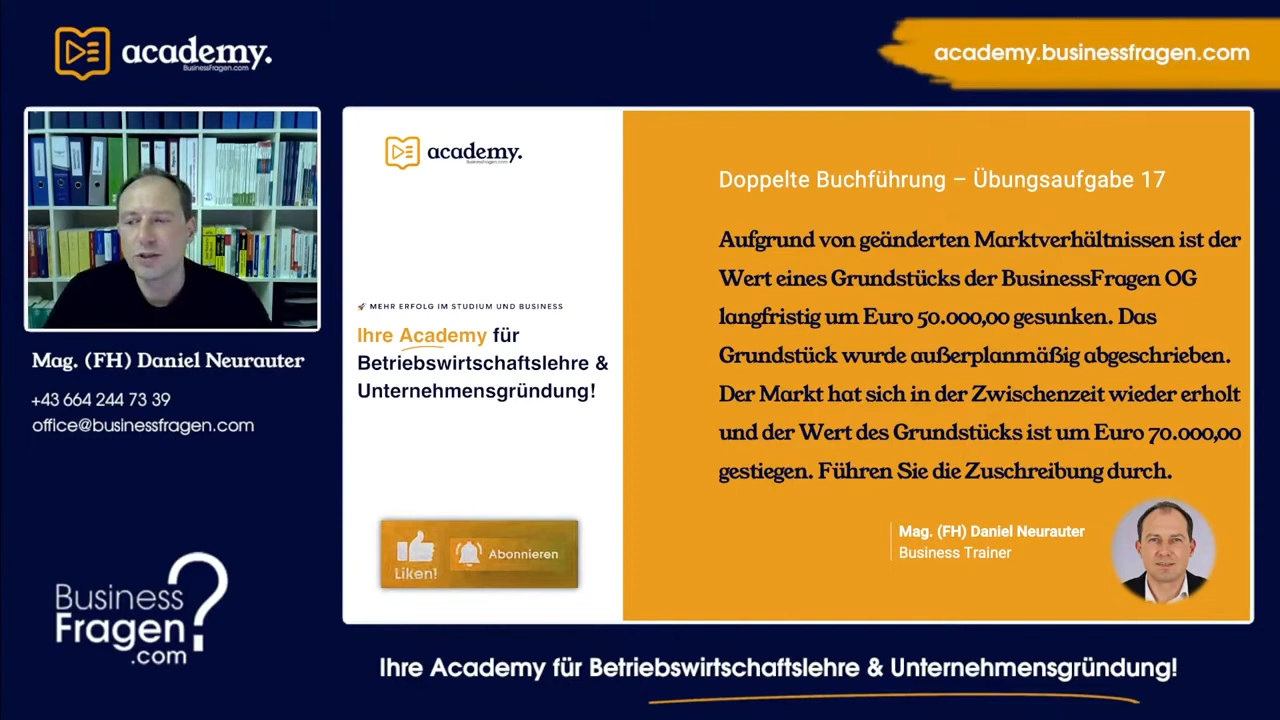 academy.
BusinessFragen.com
academy.businessfragen.com
Mag. (FH) Daniel Neurauter
+43 664 244 73 39
office@businessfragen.com
Business
Fragen?
.com
academy.
BusinessFragen.com
🚀 MEHR ERFOLG IM STUDIUM UND BUSINESS
Ihre Academy für
Betriebswirtschaftslehre &
Unternehmensgründung!
Liken!
Abonnieren
Doppelte Buchführung – Übungsaufgabe 17
Aufgrund von geänderten Marktverhältnissen ist der
Wert eines Grundstücks der BusinessFragen OG
langfristig um Euro 50.000,00 gesunken. Das
Grundstück wurde außerplanmäßig abgeschrieben.
Der Markt hat sich in der Zwischenzeit wieder erholt
und der Wert des Grundstücks ist um Euro 70.000,00
gestiegen. Führen Sie die Zuschreibung durch.
Mag. (FH) Daniel Neurauter
Business Trainer
Ihre Academy für Betriebswirtschaftslehre & Unternehmensgründung!